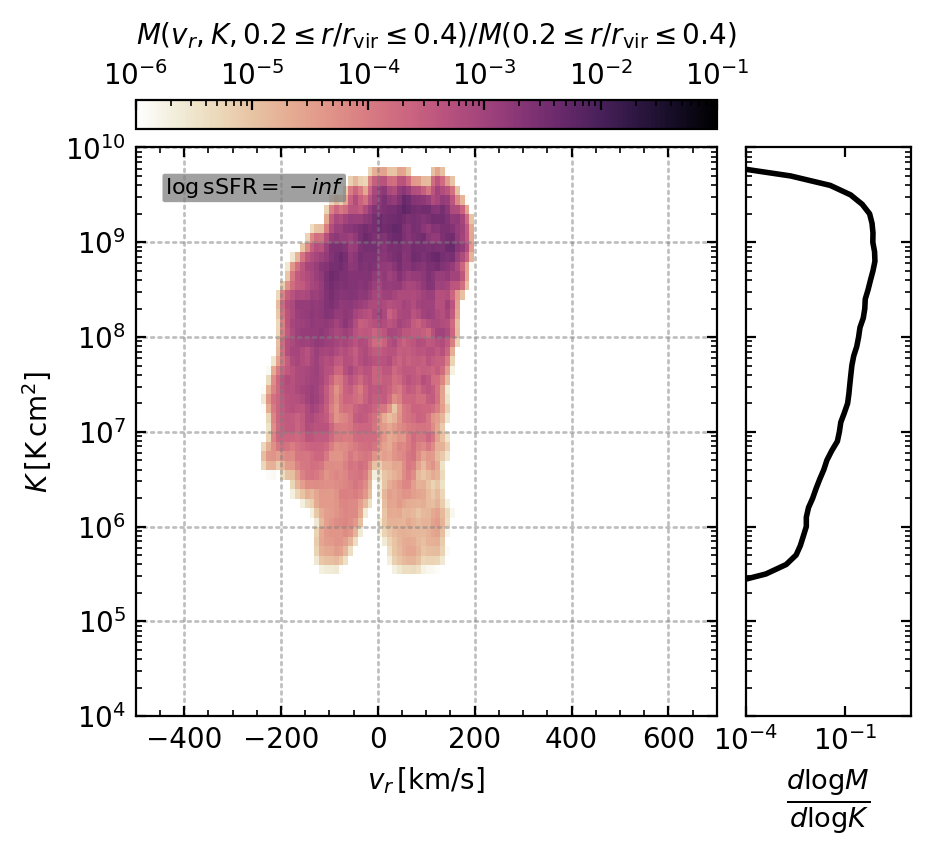 M(v_r, K, 0.2 ≤ r/r_vir ≤ 0.4)/M(0.2 ≤ r/r_vir ≤ 0.4)
10^−6 10^−5 10^−4 10^−3 10^−2 10^−1
log sSFR = −inf
10^10
10^9
10^8
10^7
10^6
10^5
10^4
K [K cm^2]
−400 −200 0 200 400 600
v_r [km/s]
10^−4 10^−1
dlogM
dlogK